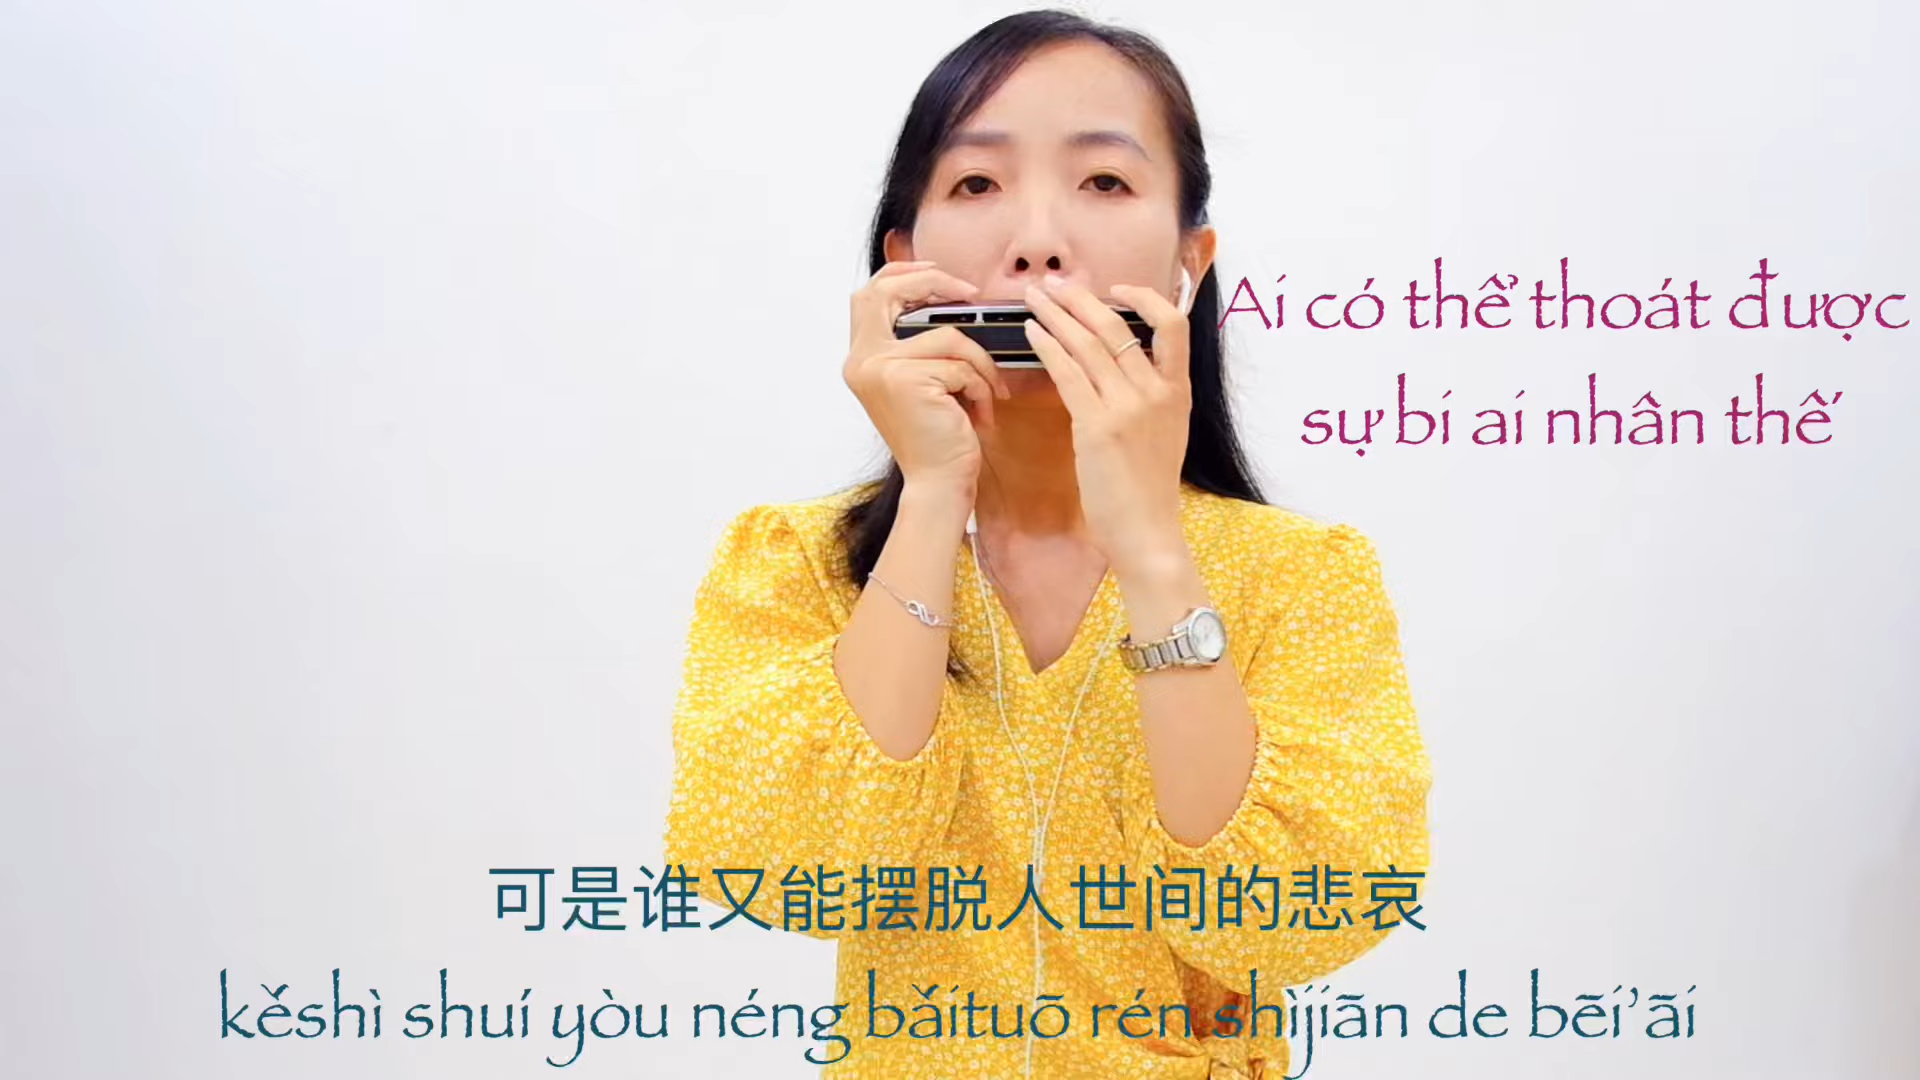 Ai có thể thoát được
sự bi ai nhân thế
可是谁又能摆脱人世间的悲哀
kěshì shuí yòu néng bǎituō rén shìjiān de bēi’āi